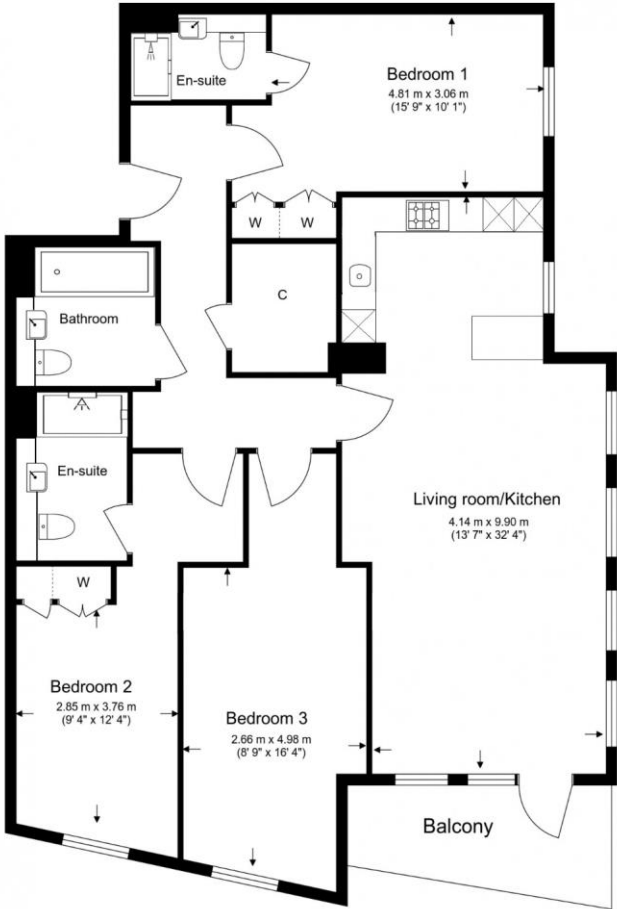 En-suite
Bedroom 1
4.81 m x 3.06 m
(15' 9" x 10' 1")
W
W
C
Bathroom
En-suite
Living room/Kitchen
4.14 m x 9.90 m
(13' 7" x 32' 4")
W
Bedroom 2
2.85 m x 3.76 m
(9' 4" x 12' 4")
Bedroom 3
2.66 m x 4.98 m
(8' 9" x 16' 4")
Balcony